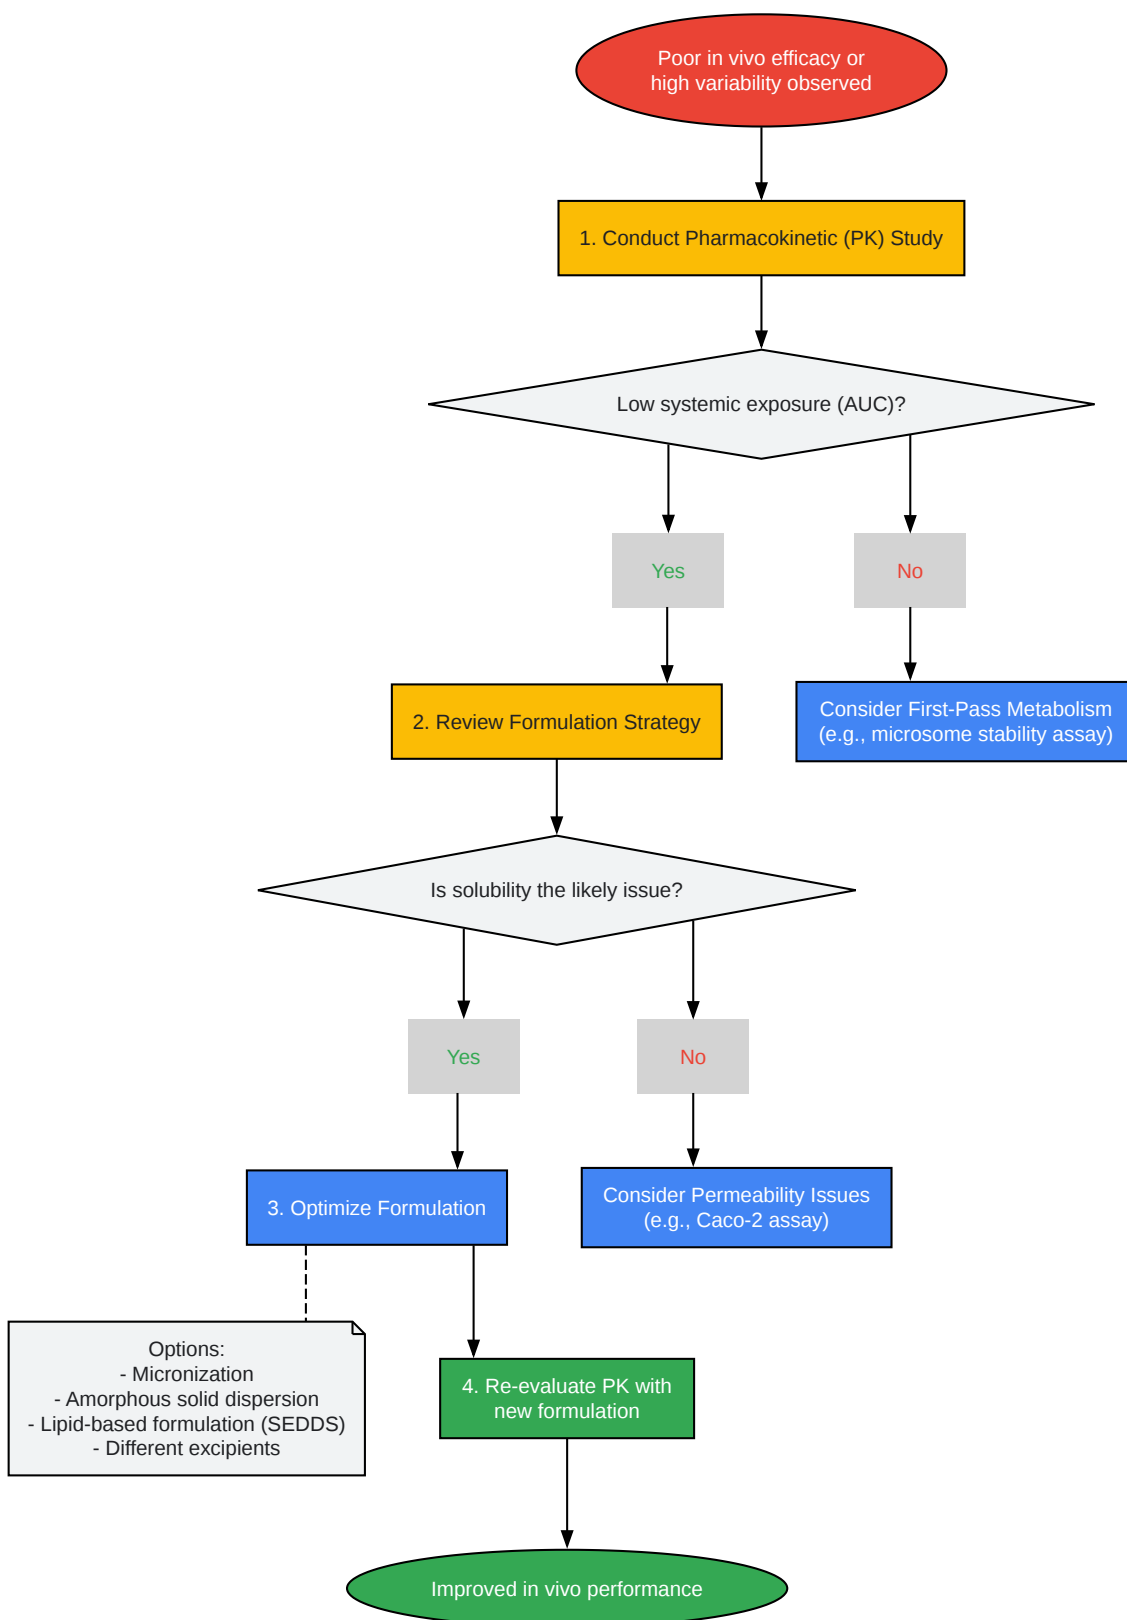 Poor in vivo efficacy or
high variability observed
1. Conduct Pharmacokinetic (PK) Study
Low systemic exposure (AUC)?
Yes
No
2. Review Formulation Strategy
Consider First-Pass Metabolism
(e.g., microsome stability assay)
Is solubility the likely issue?
Yes
No
3. Optimize Formulation
Consider Permeability Issues
(e.g., Caco-2 assay)
Options:
- Micronization
- Amorphous solid dispersion
- Lipid-based formulation (SEDDS)
- Different excipients
4. Re-evaluate PK with
new formulation
Improved in vivo performance